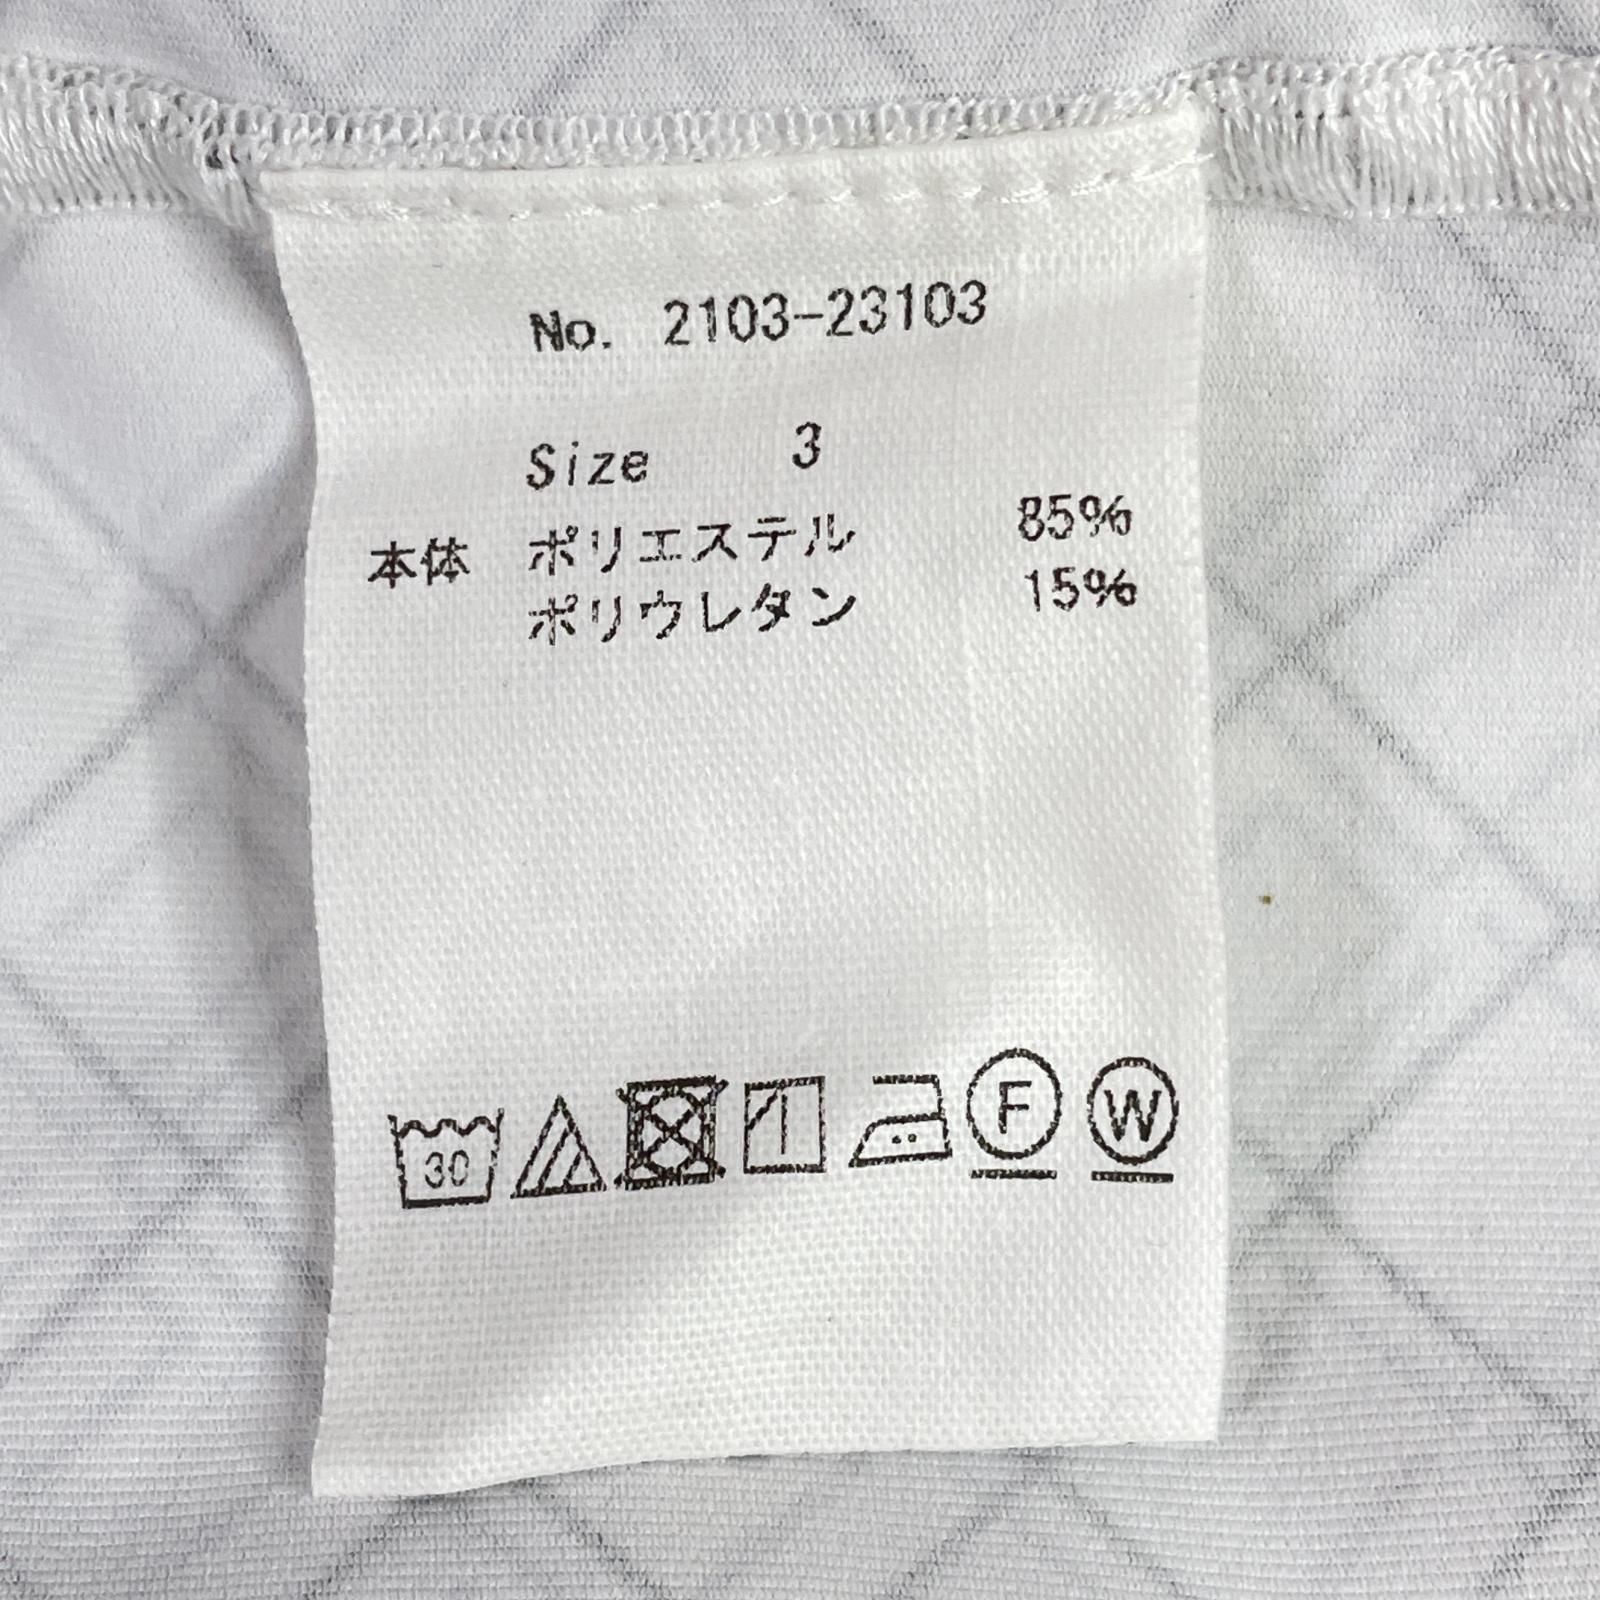 No. 2103-23103
Size 3
本体 ポリエステル 85%
ポリウレタン 15%
30 F W